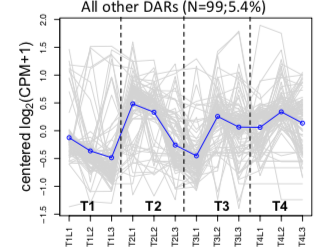 All other DARs (N=99;5.4%)
centered log2(CPM+1)
2.0
1.5
1.0
0.5
0.0
−0.5
−1.0
−1.5
T1 T2 T3 T4
T1L1 T1L2 T1L3 T2L1 T2L2 T2L3 T3L1 T3L2 T3L3 T4L1 T4L2 T4L3